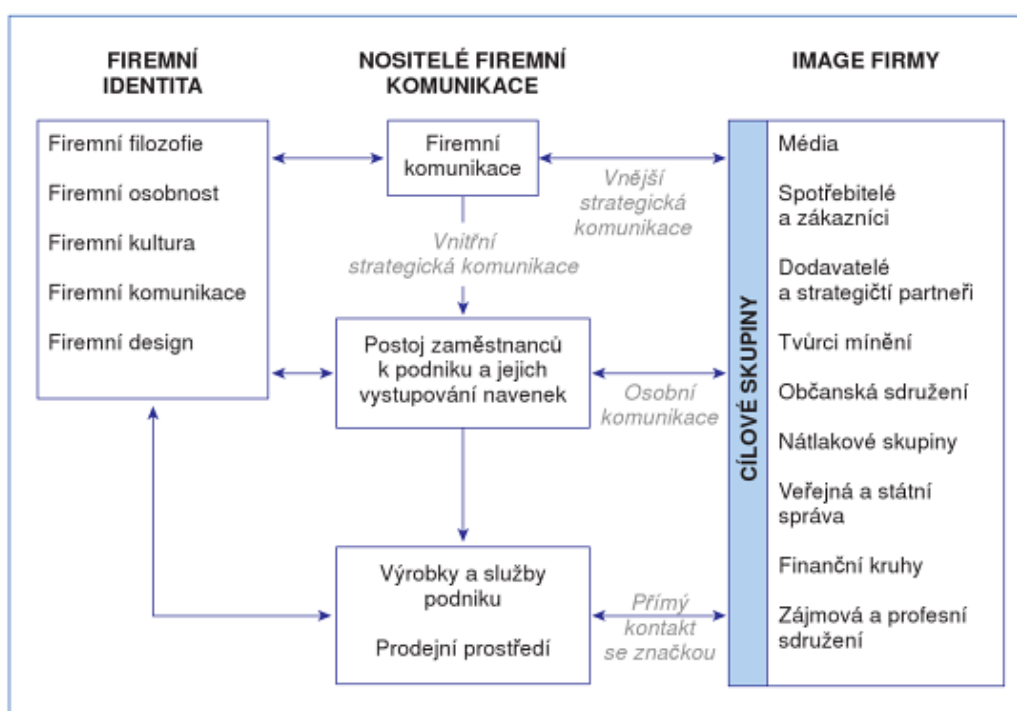 FIREMNÍ
IDENTITA
Firemní filozofie
Firemní osobnost
Firemní kultura
Firemní komunikace
Firemní design
NOSITELÉ FIREMNÍ
KOMUNIKACE
Firemní
komunikace
Vnitřní
strategická komunikace
Postoj zaměstnanců
k podniku a jejich
vystupování navenek
Výrobky a služby
podniku
Prodejní prostředí
Vnější
strategická
komunikace
Osobní
komunikace
Přímý
kontakt
se značkou
IMAGE FIRMY
CÍLOVÉ SKUPINY
Média
Spotřebitelé
a zákazníci
Dodavatelé
a strategičtí partneři
Tvůrci mínění
Občanská sdružení
Nátlakové skupiny
Veřejná a státní
správa
Finanční kruhy
Zájmová a profesní
sdružení